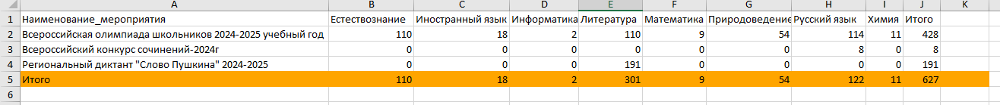 A B C D E F G H I J K
1 Наименование_мероприятия Естествознание Иностранный язык Информатика Литература Математика Природоведение Русский язык Химия Итого
2 Всероссийская олимпиада школьников 2024-2025 учебный год 110 18 2 110 9 54 114 11 428
3 Всероссийский конкурс сочинений-2024г 0 0 0 0 0 0 8 0 8
4 Региональный диктант "Слово Пушкина" 2024-2025 0 0 0 191 0 0 0 0 191
5 Итого 110 18 2 301 9 54 122 11 627
6